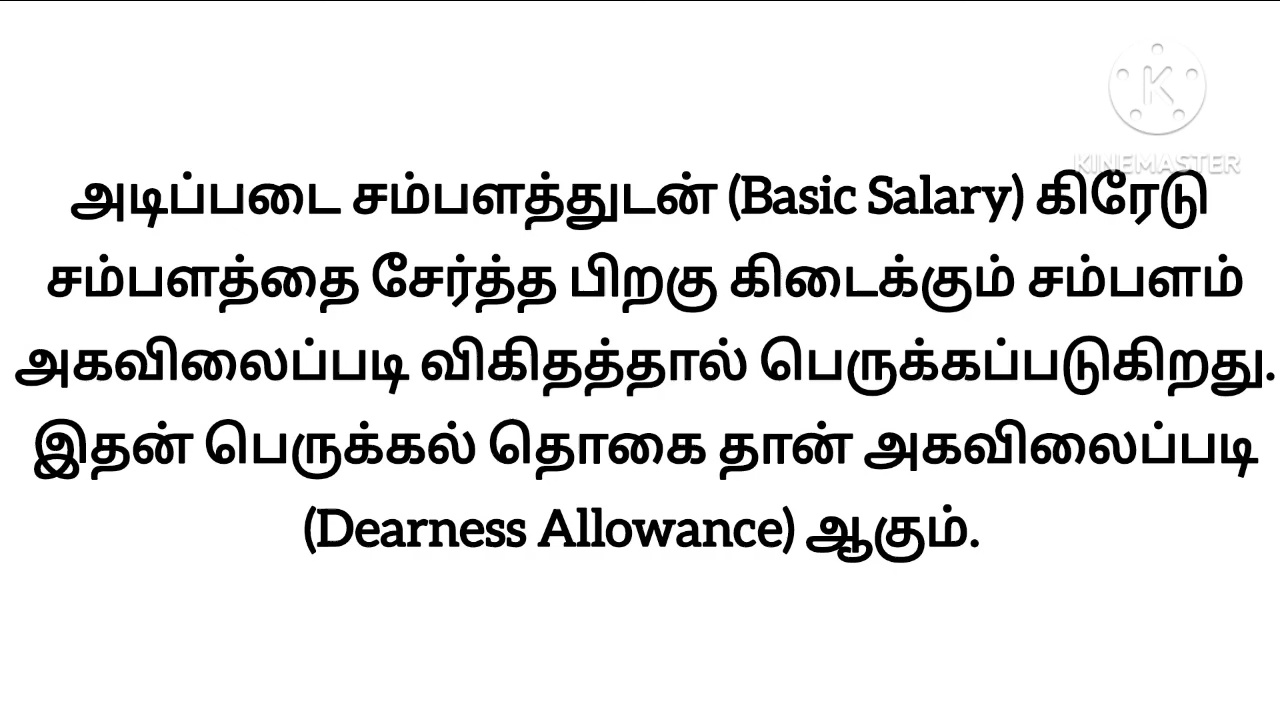 KINEMASTER
அடிப்படை சம்பளத்துடன் (Basic Salary) கிரேடு
சம்பளத்தை சேர்த்த பிறகு கிடைக்கும் சம்பளம்
அகவிலைப்படி விகிதத்தால் பெருக்கப்படுகிறது.
இதன் பெருக்கல் தொகை தான் அகவிலைப்படி
(Dearness Allowance) ஆகும்.